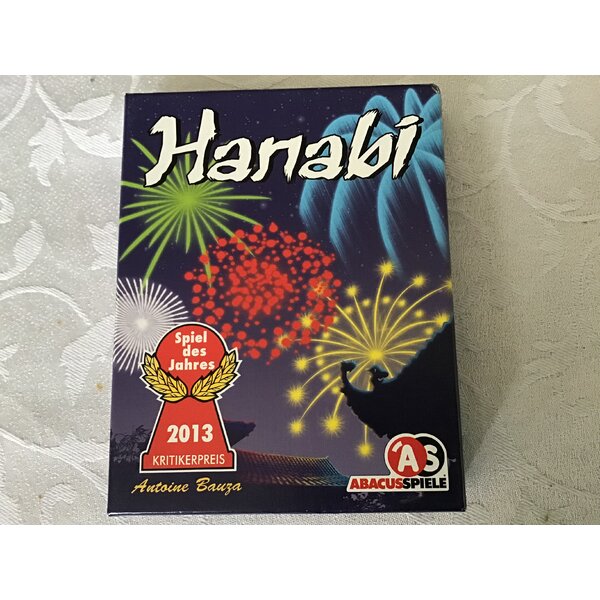 Hanabi
Spiel
des
Jahres
2013
KRITIKERPREIS
Antoine Bauza
AS
ABACUSSPIELE